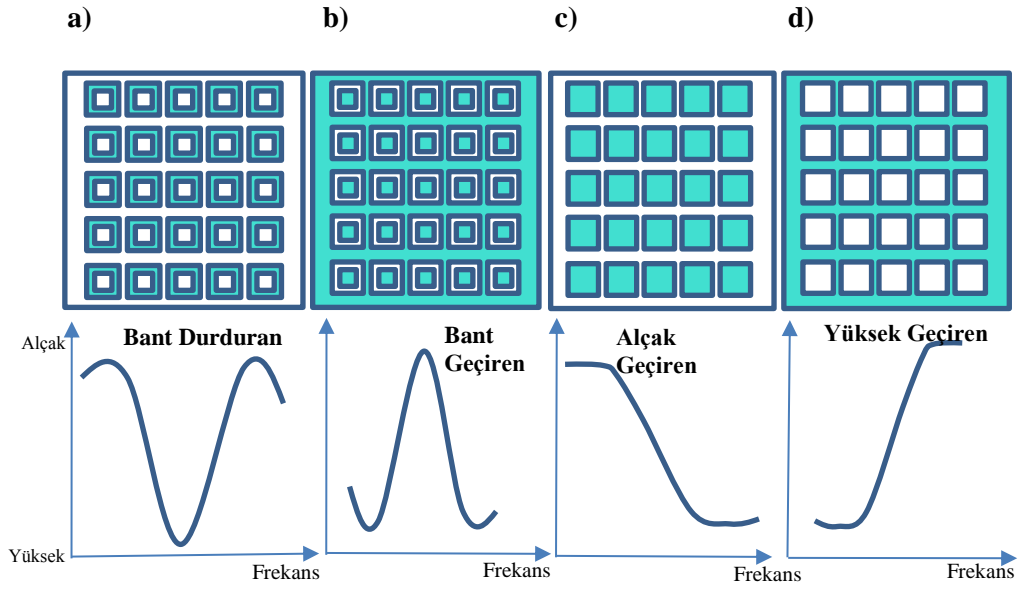 a)
b)
c)
d)
Alçak
Bant Durduran
Bant
Geçiren
Alçak
Geçiren
Yüksek Geçiren
Yüksek
Frekans
Frekans
Frekans
Frekans